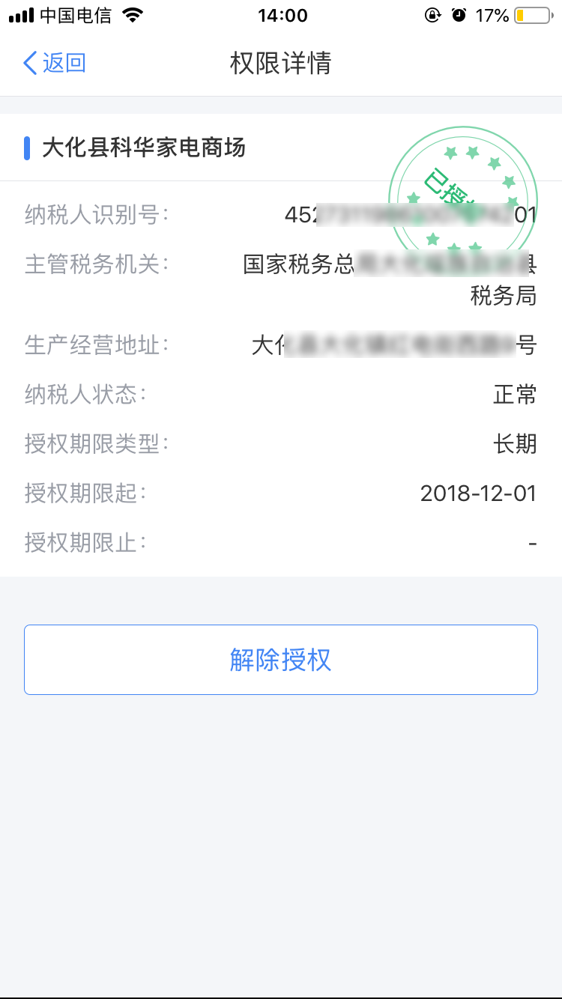 中国电信 14:00 17%
返回 权限详情
大化县科华家电商场
已授
纳税人识别号: 452 01
主管税务机关: 国家税务总 县
税务局
生产经营地址: 大化 号
纳税人状态: 正常
授权期限类型: 长期
授权期限起: 2018-12-01
授权期限止: -
解除授权